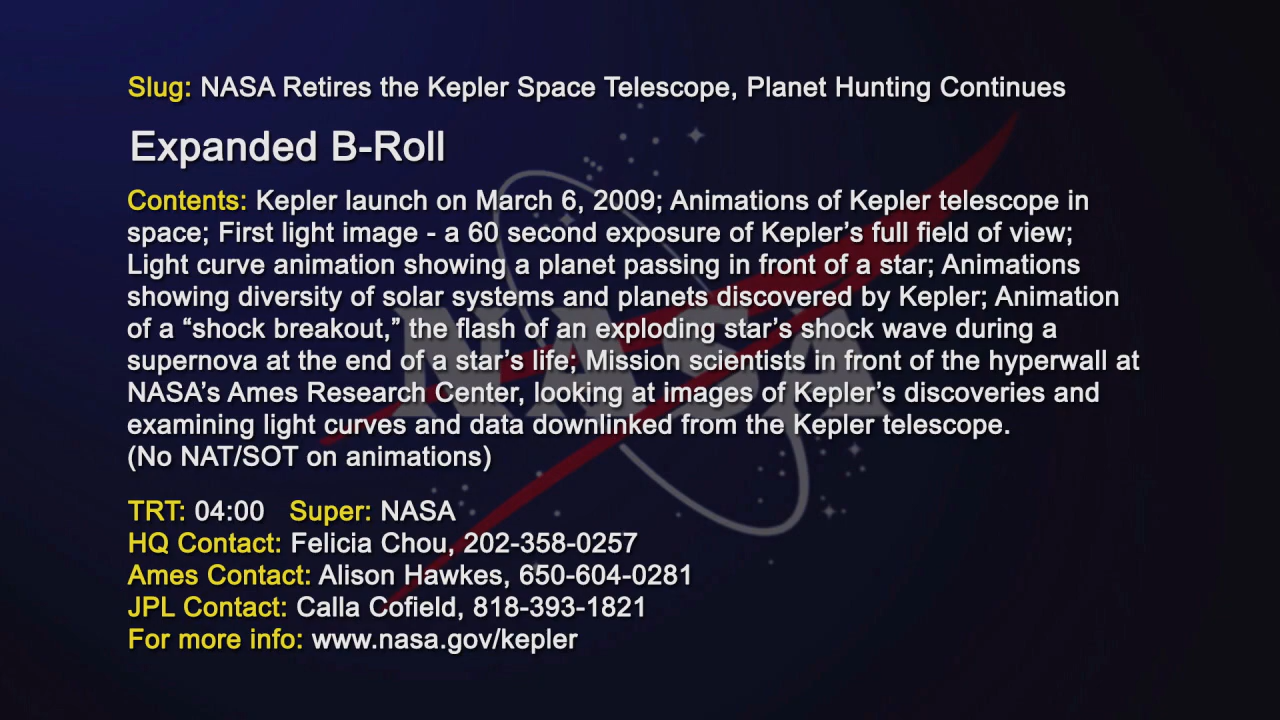 Slug: NASA Retires the Kepler Space Telescope, Planet Hunting Continues
Expanded B-Roll
Contents: Kepler launch on March 6, 2009; Animations of Kepler telescope in
space; First light image - a 60 second exposure of Kepler’s full field of view;
Light curve animation showing a planet passing in front of a star; Animations
showing diversity of solar systems and planets discovered by Kepler; Animation
of a “shock breakout,” the flash of an exploding star’s shock wave during a
supernova at the end of a star’s life; Mission scientists in front of the hyperwall at
NASA’s Ames Research Center, looking at images of Kepler’s discoveries and
examining light curves and data downlinked from the Kepler telescope.
(No NAT/SOT on animations)
NASA
TRT: 04:00 Super: NASA
HQ Contact: Felicia Chou, 202-358-0257
Ames Contact: Alison Hawkes, 650-604-0281
JPL Contact: Calla Cofield, 818-393-1821
For more info: www.nasa.gov/kepler